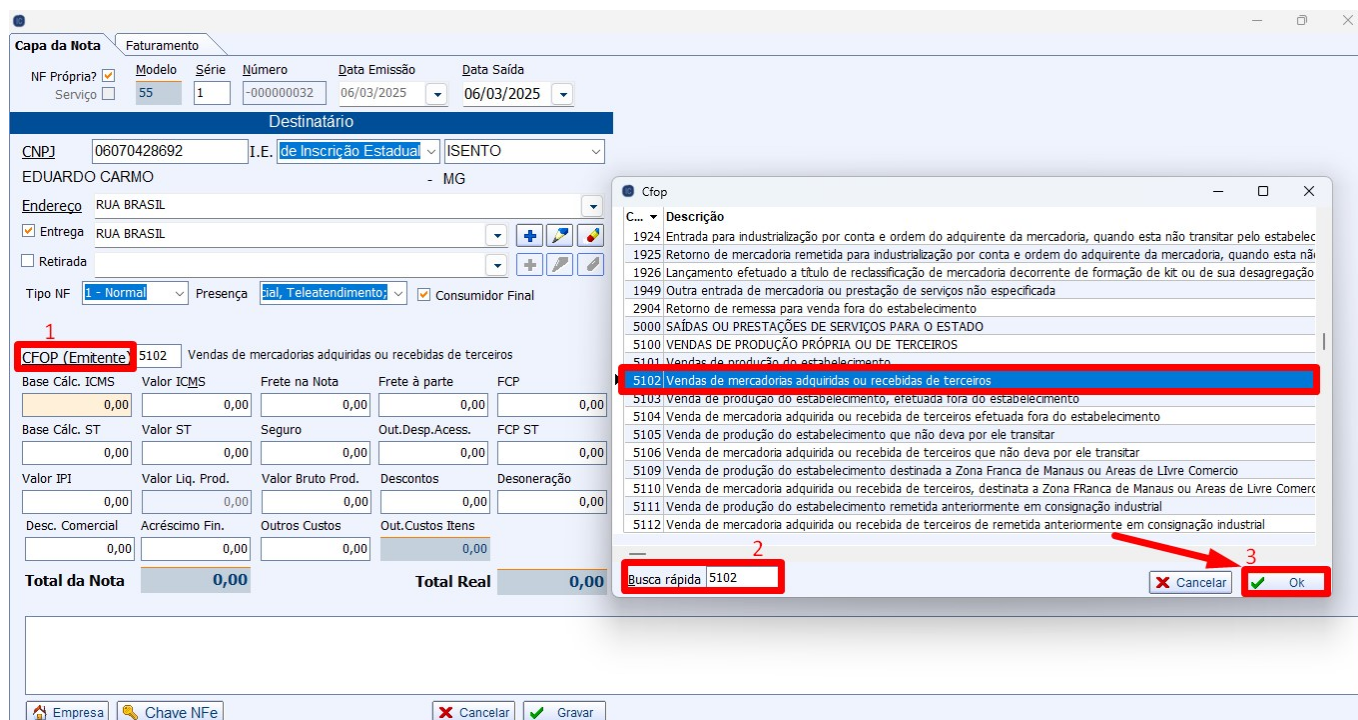 Capa da Nota Faturamento
NF Própria? Modelo Série Número Data Emissão Data Saída
Serviço 55 1 -000000032 06/03/2025 06/03/2025
Destinatário
CNPJ 06070428692 I.E. de Inscrição Estadual ISENTO
EDUARDO CARMO - MG
Endereço RUA BRASIL
Entrega RUA BRASIL
Retirada
Tipo NF 1 - Normal Presença cial, Teleatendimento; Consumidor Final
1
CFOP (Emitente) 5102 Vendas de mercadorias adquiridas ou recebidas de terceiros
Base Cálc. ICMS Valor ICMS Frete na Nota Frete à parte FCP
0,00 0,00 0,00 0,00 0,00
Base Cálc. ST Valor ST Seguro Out.Desp.Acess. FCP ST
0,00 0,00 0,00 0,00 0,00
Valor IPI Valor Liq. Prod. Valor Bruto Prod. Descontos Desoneração
0,00 0,00 0,00 0,00 0,00
Desc. Comercial Acréscimo Fin. Outros Custos Out.Custos Itens
0,00 0,00 0,00 0,00
Total da Nota 0,00 Total Real 0,00
Empresa Chave NFe Cancelar Gravar
Cfop
C... Descrição
1924 Entrada para industrialização por conta e ordem do adquirente da mercadoria, quando esta não transitar pelo estabelec
1925 Retorno de mercadoria remetida para industrialização por conta e ordem do adquirente da mercadoria, quando esta nã
1926 Lançamento efetuado a título de reclassificação de mercadoria decorrente de formação de kit ou de sua desagregação
1949 Outra entrada de mercadoria ou prestação de serviços não especificada
2904 Retorno de remessa para venda fora do estabelecimento
5000 SAÍDAS OU PRESTAÇÕES DE SERVIÇOS PARA O ESTADO
5100 VENDAS DE PRODUÇÃO PRÓPRIA OU DE TERCEIROS
5101 Vendas de produção do estabelecimento
5102 Vendas de mercadorias adquiridas ou recebidas de terceiros
5103 Venda de produção do estabelecimento, efetuada fora do estabelecimento
5104 Venda de mercadoria adquirida ou recebida de terceiros efetuada fora do estabelecimento
5105 Venda de produção do estabelecimento que não deva por ele transitar
5106 Venda de mercadoria adquirida ou recebida de terceiros que não deva por ele transitar
5109 Venda de produção do estabelecimento destinada a Zona Franca de Manaus ou Areas de LIvre Comercio
5110 Venda de mercadoria adquirida ou recebida de terceiros, destinata a Zona FRanca de Manaus ou Areas de Livre Comerc
5111 Venda de produção do estabelecimento remetida anteriormente em consignação industrial
5112 Venda de mercadoria adquirida ou recebida de terceiros de remetida anteriormente em consignação industrial
2
3
Busca rápida 5102 Cancelar Ok